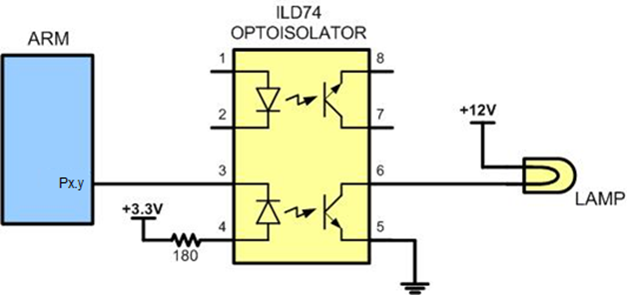 ILD74
OPTOISOLATOR
ARM
1
8
2
7
+12V
Px.y
3
6
+3.3V
4
5
LAMP
180